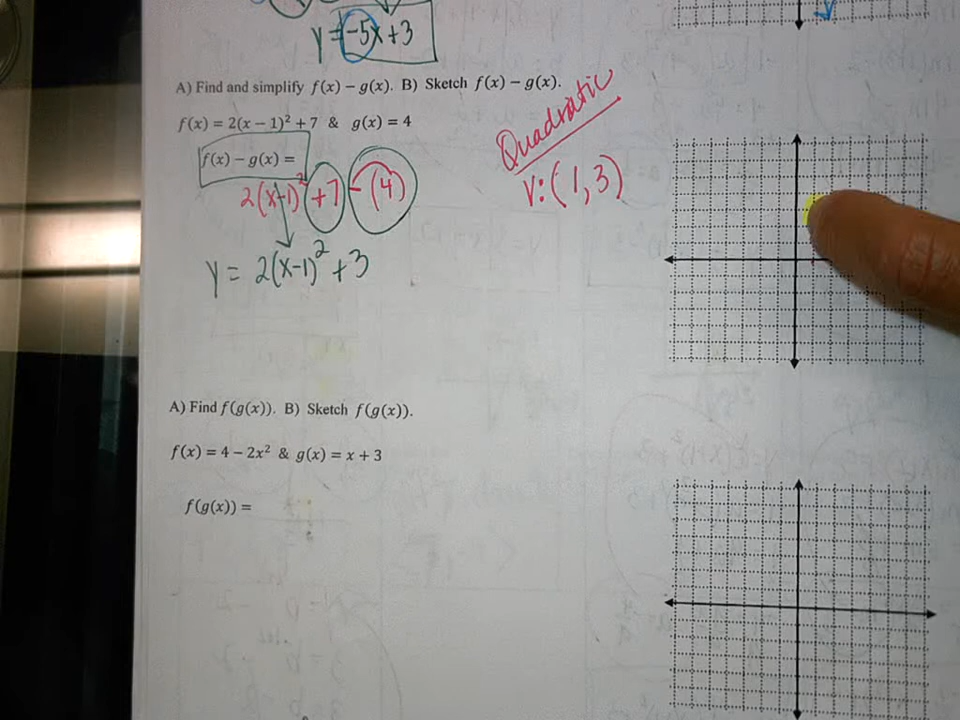 y = -5x + 3
A) Find and simplify f(x) – g(x). B) Sketch f(x) – g(x).
f(x) = 2(x – 1)² + 7 & g(x) = 4
Quadratic
f(x) – g(x) =
2(x-1)² + 7 - (4)
V: (1, 3)
y = 2(x-1)² + 3
A) Find f(g(x)). B) Sketch f(g(x)).
f(x) = 4 – 2x² & g(x) = x + 3
f(g(x)) =